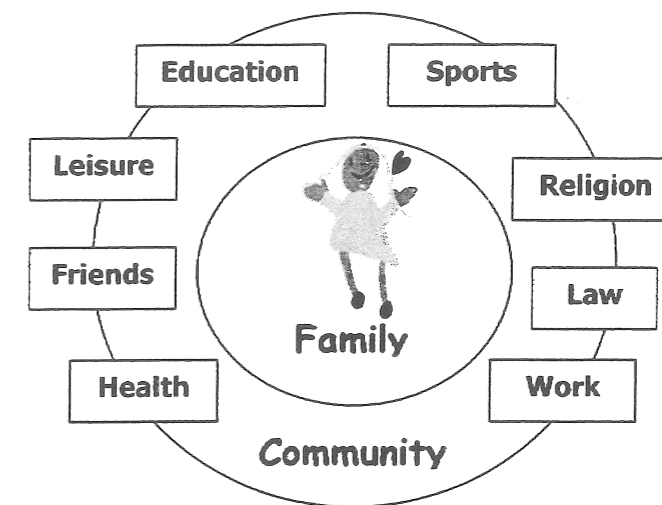 Education
Sports
Leisure
Religion
Friends
Law
Family
Health
Work
Community